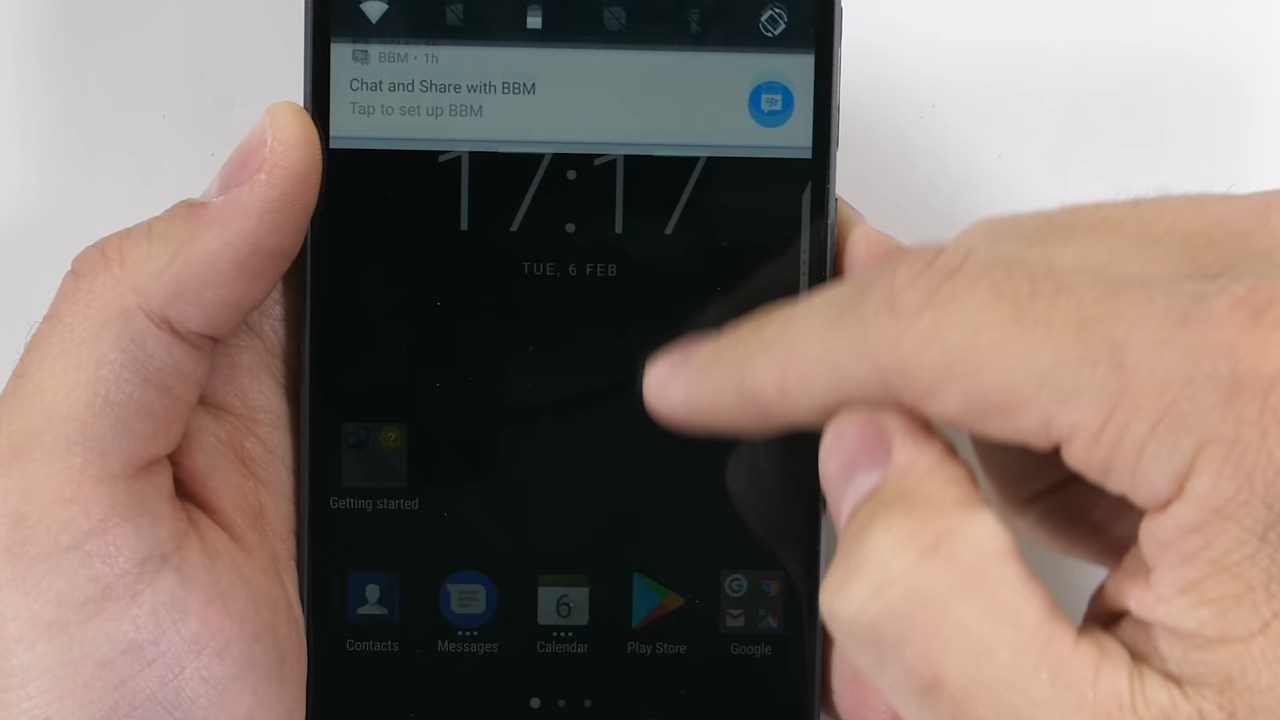 BBM • 1h
Chat and Share with BBM
Tap to set up BBM
17:17
TUE, 6 FEB
?
Getting started
6
G
Contacts
Messages
Calendar
Play Store
Google